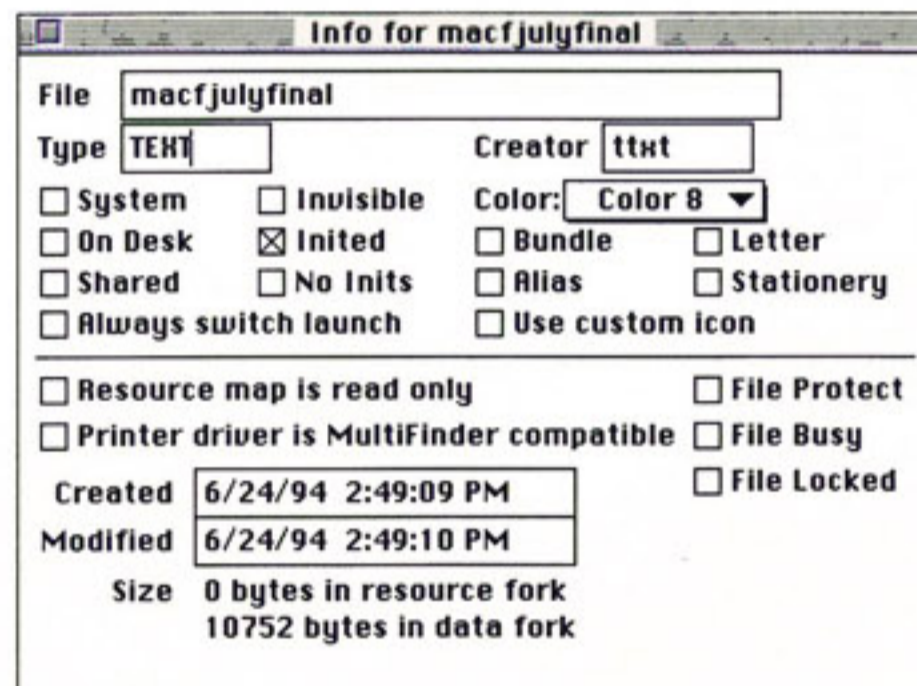 Info for macfjulyfinal
File macfjulyfinal
Type TEXT Creator ttxt
System Invisible Color: Color 8
On Desk Inited Bundle Letter
Shared No Inits Alias Stationery
Always switch launch Use custom icon
Resource map is read only File Protect
Printer driver is MultiFinder compatible File Busy
File Locked
Created 6/24/94 2:49:09 PM
Modified 6/24/94 2:49:10 PM
Size 0 bytes in resource fork
10752 bytes in data fork